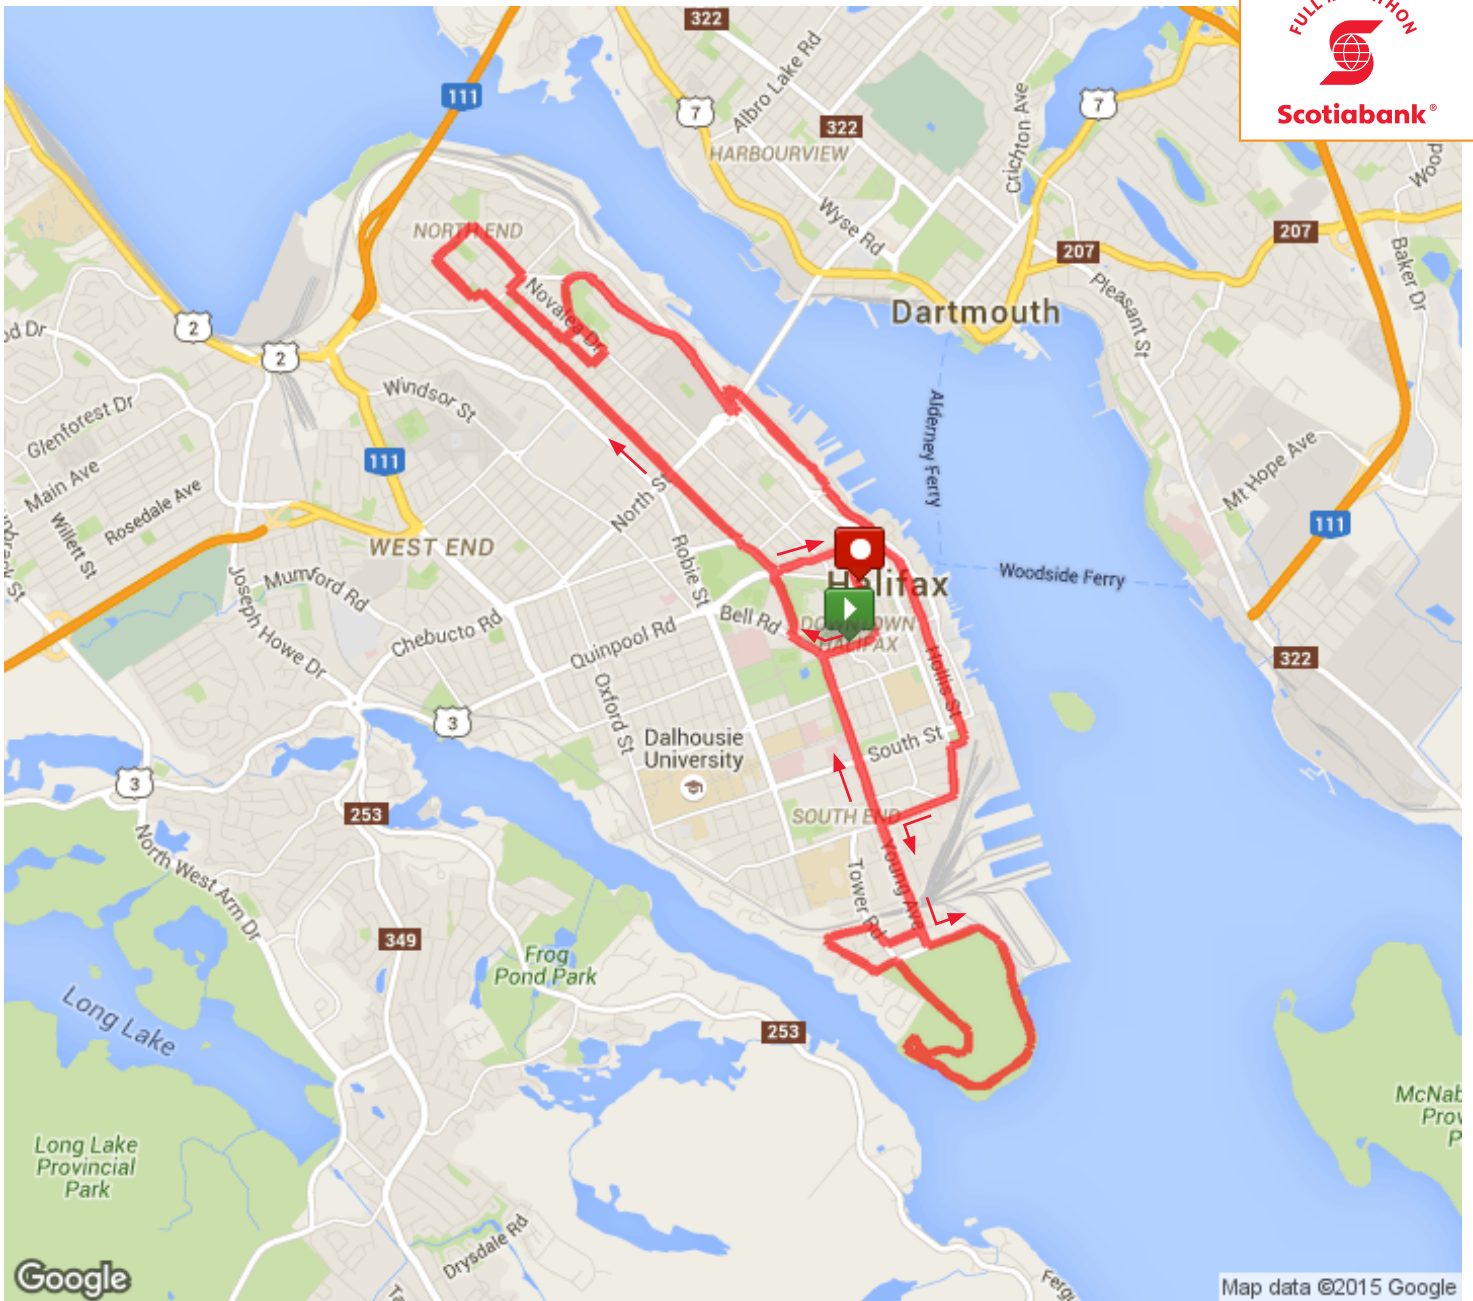 FULL
Scotiabank®
322
111
7
Albro Lake Rd
322
HARBOURVIEW
Crichton Ave
7
Wyse Rd
207
207
Baker Dr
Pleasant St
NORTH END
Novalea Dr
Dartmouth
2
2
Windsor St
Glenforest Dr
Main Ave
Rosedale Ave
Willett St
111
Alderney Ferry
Mt Hope Ave
111
North St
WEST END
Robie St
Mumford Rd
Joseph Howe Dr
Chebucto Rd
Quinpool Rd
Bell Rd
Halifax
DOWNTOWN
HALIFAX
Woodside Ferry
322
Hollis St
Oxford St
3
Dalhousie
University
South St
3
253
SOUTH END
North West Arm Dr
Tower Rd
Young Ave
349
Frog
Pond Park
253
Long Lake
Long Lake
Provincial
Park
McNab
Prov
P
Drysdale Rd
Ferg
Google
Map data ©2015 Google